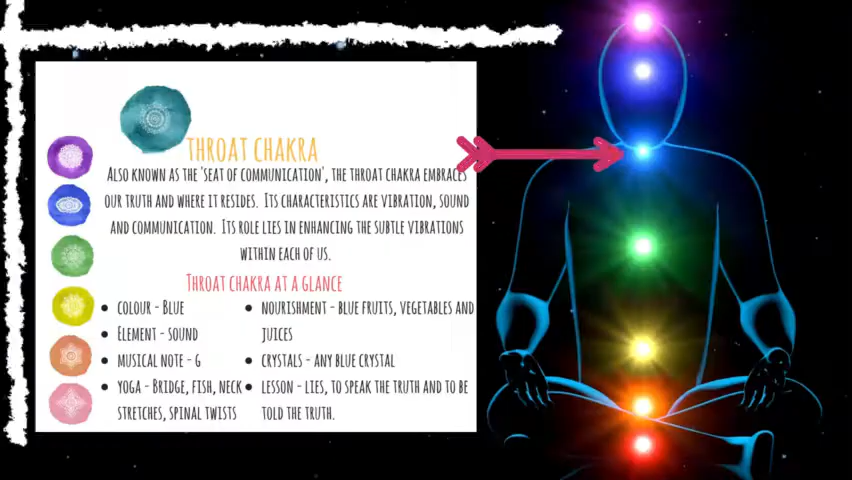 THROAT CHAKRA
ALSO KNOWN AS THE 'SEAT OF COMMUNICATION', THE THROAT CHAKRA EMBRACES
OUR TRUTH AND WHERE IT RESIDES. ITS CHARACTERISTICS ARE VIBRATION, SOUND
AND COMMUNICATION. ITS ROLE LIES IN ENHANCING THE SUBTLE VIBRATIONS
WITHIN EACH OF US.
THROAT CHAKRA AT A GLANCE
• COLOUR - BLUE
• ELEMENT - SOUND
• MUSICAL NOTE - G
• YOGA - BRIDGE, FISH, NECK
STRETCHES, SPINAL TWISTS
• NOURISHMENT - BLUE FRUITS, VEGETABLES AND
JUICES
• CRYSTALS - ANY BLUE CRYSTAL
• LESSON - LIES, TO SPEAK THE TRUTH AND TO BE
TOLD THE TRUTH.